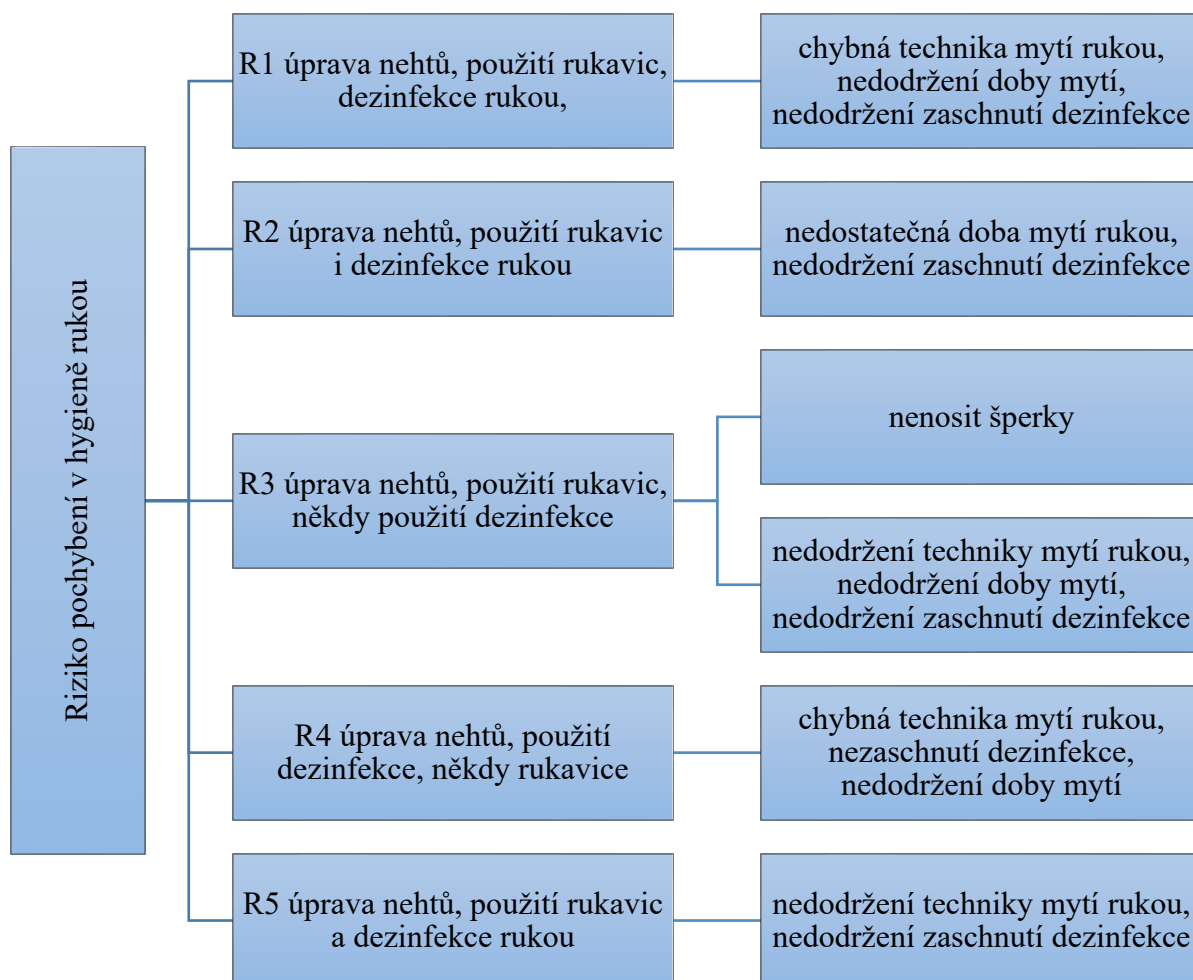 Riziko pochybení v hygieně rukou
R1 úprava nehtů, použití rukavic,
dezinfekce rukou,
chybná technika mytí rukou,
nedodržení doby mytí,
nedodržení zaschnutí dezinfekce
R2 úprava nehtů, použití rukavic
i dezinfekce rukou
nedostatečná doba mytí rukou,
nedodržení zaschnutí dezinfekce
R3 úprava nehtů, použití rukavic,
někdy použití dezinfekce
nenosit šperky
nedodržení techniky mytí rukou,
nedodržení doby mytí,
nedodržení zaschnutí dezinfekce
R4 úprava nehtů, použití
dezinfekce, někdy rukavice
chybná technika mytí rukou,
nezaschnutí dezinfekce,
nedodržení doby mytí
R5 úprava nehtů, použití rukavic
a dezinfekce rukou
nedodržení techniky mytí rukou,
nedodržení zaschnutí dezinfekce